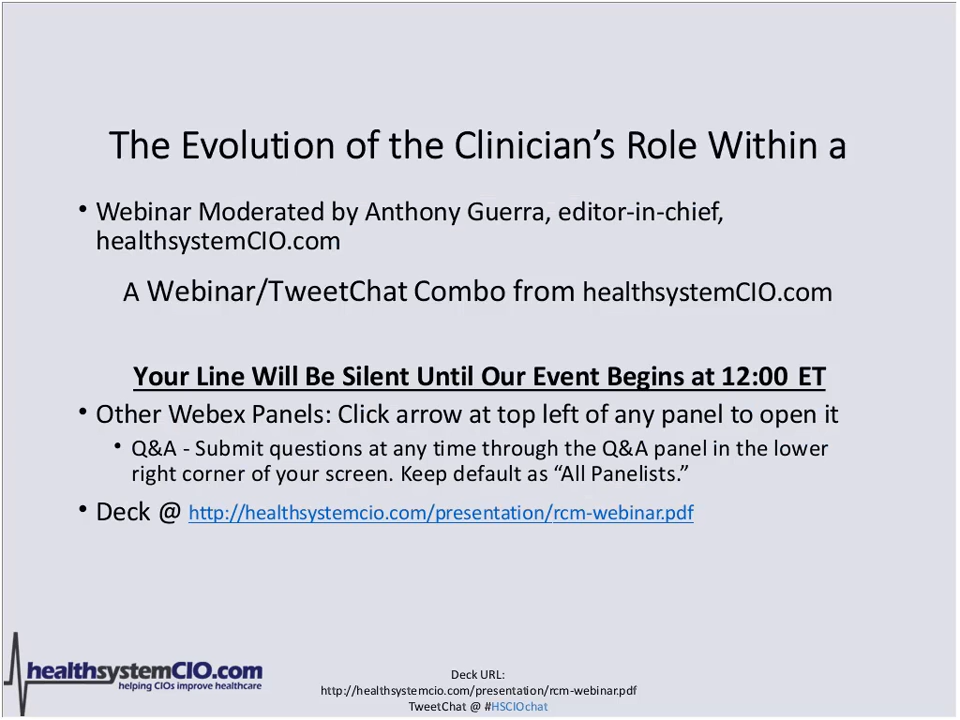 The Evolution of the Clinician’s Role Within a
• Webinar Moderated by Anthony Guerra, editor-in-chief,
healthsystemCIO.com
A Webinar/TweetChat Combo from healthsystemCIO.com
Your Line Will Be Silent Until Our Event Begins at 12:00 ET
• Other Webex Panels: Click arrow at top left of any panel to open it
• Q&A - Submit questions at any time through the Q&A panel in the lower
right corner of your screen. Keep default as “All Panelists.”
• Deck @ http://healthsystemcio.com/presentation/rcm-webinar.pdf
healthsystemCIO.com
helping CIOs improve healthcare
Deck URL:
http://healthsystemcio.com/presentation/rcm-webinar.pdf
TweetChat @ #HSCIOchat